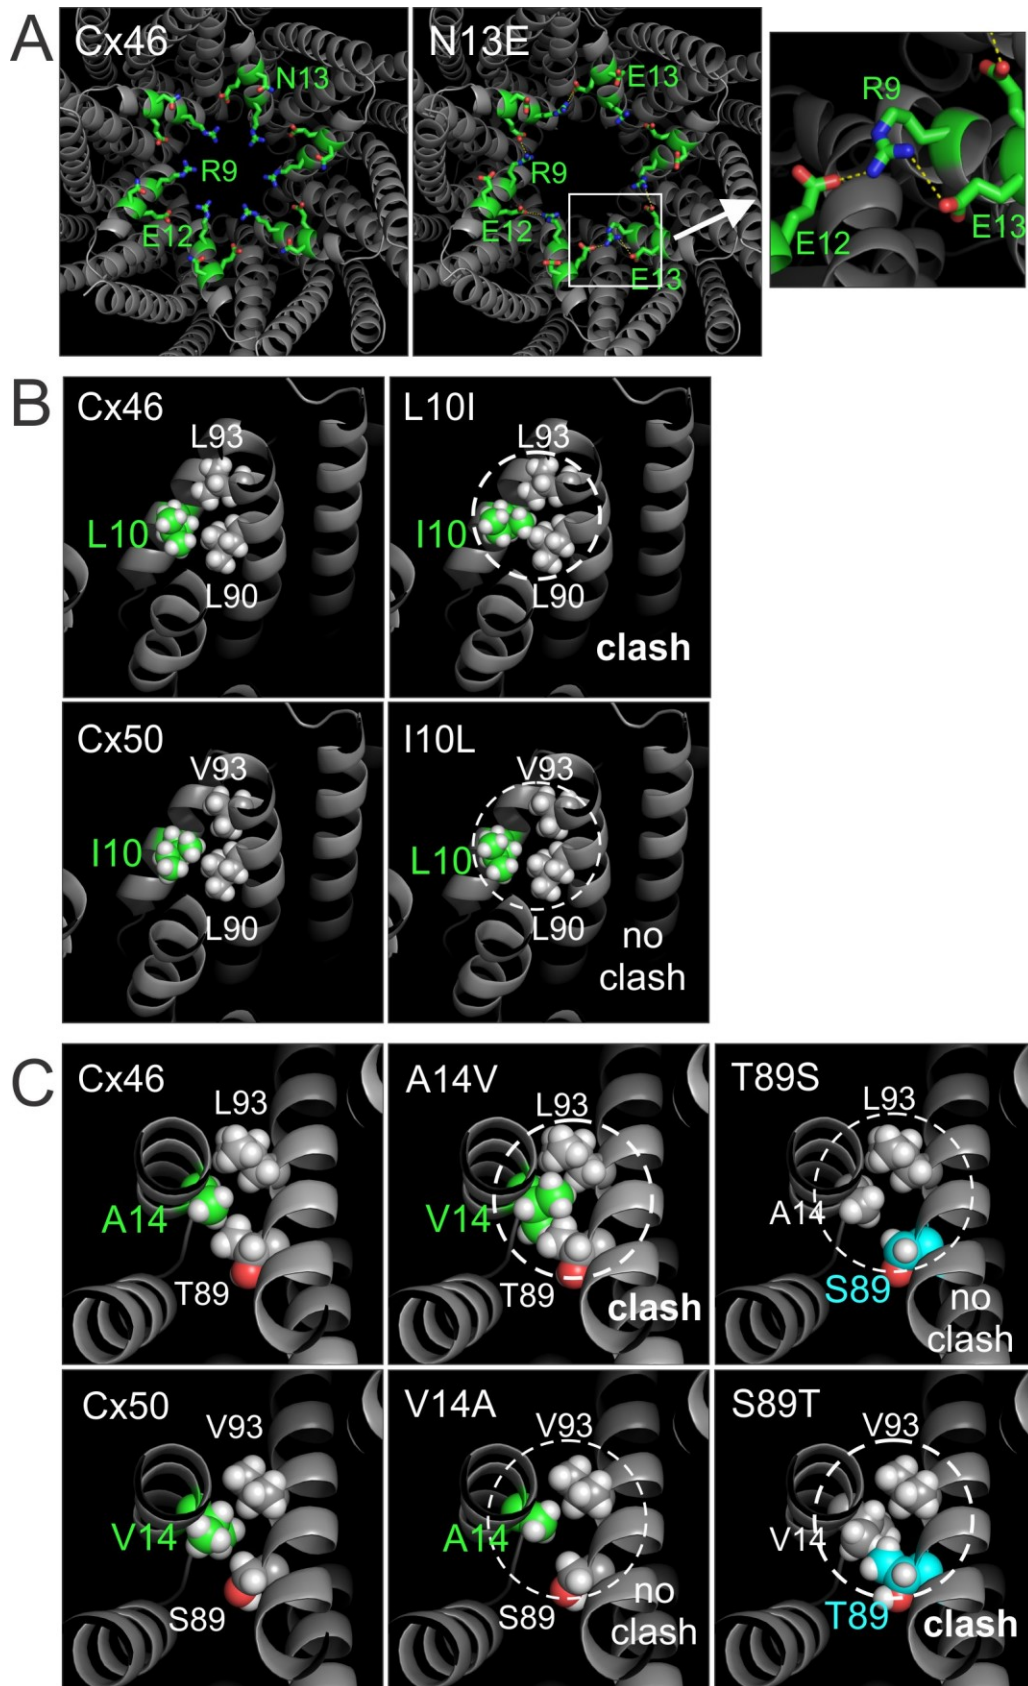 A
Cx46
N13
R9
E12
N13E
E13
R9
E12
E13
R9
E12
E13
B
Cx46
L93
L10
L90
L10I
L93
I10
L90
clash
Cx50
V93
I10
L90
I10L
V93
L10
L90
no
clash
C
Cx46
L93
A14
T89
A14V
L93
V14
T89
clash
T89S
L93
A14
S89
no
clash
Cx50
V93
V14
S89
V14A
V93
A14
S89
no
clash
S89T
V93
V14
T89
clash